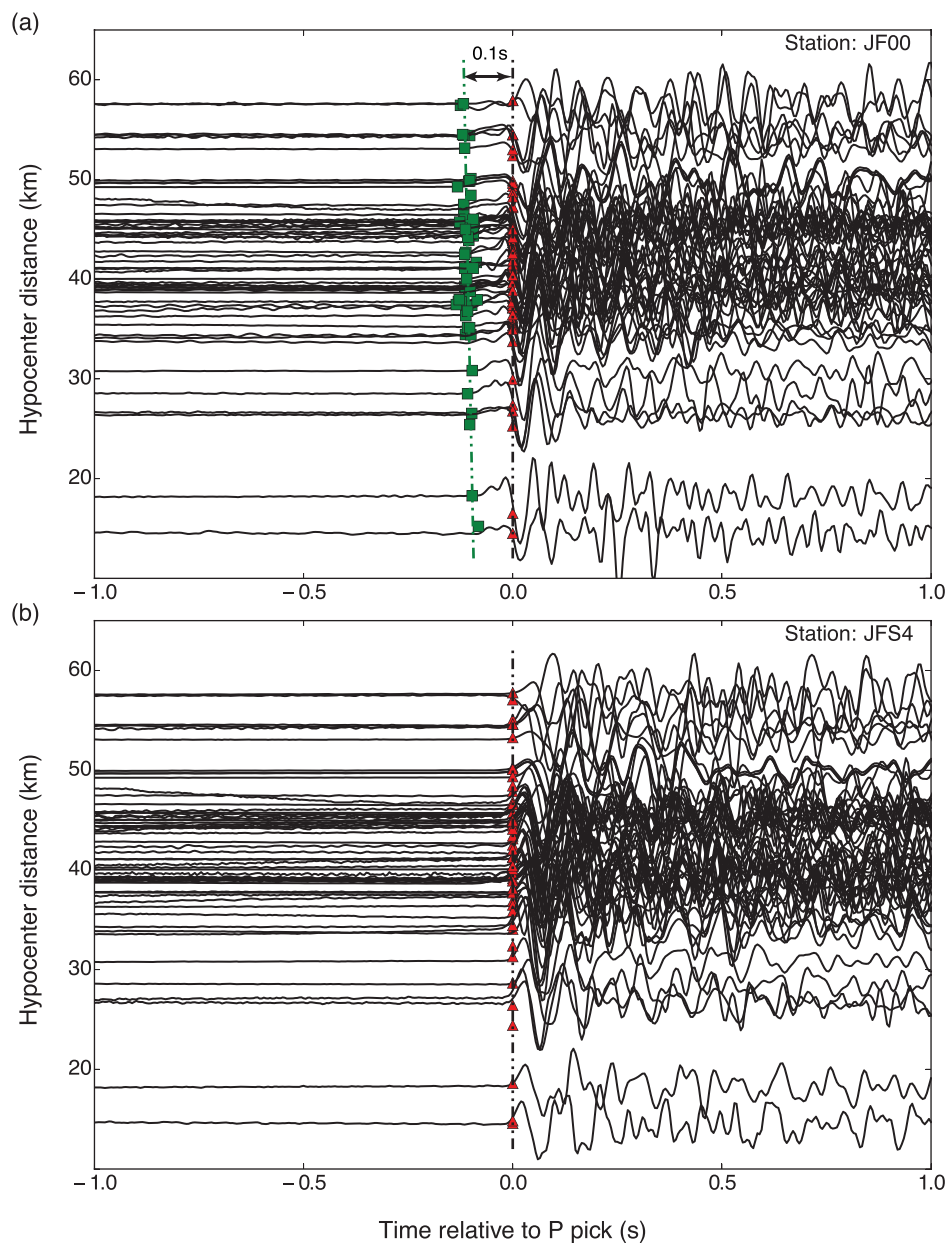 (a)
Station: JF00
0.1s
60
50
40
30
20
Hypocenter distance (km)
−1.0 −0.5 0.0 0.5 1.0
(b)
Station: JFS4
60
50
40
30
20
Hypocenter distance (km)
−1.0 −0.5 0.0 0.5 1.0
Time relative to P pick (s)